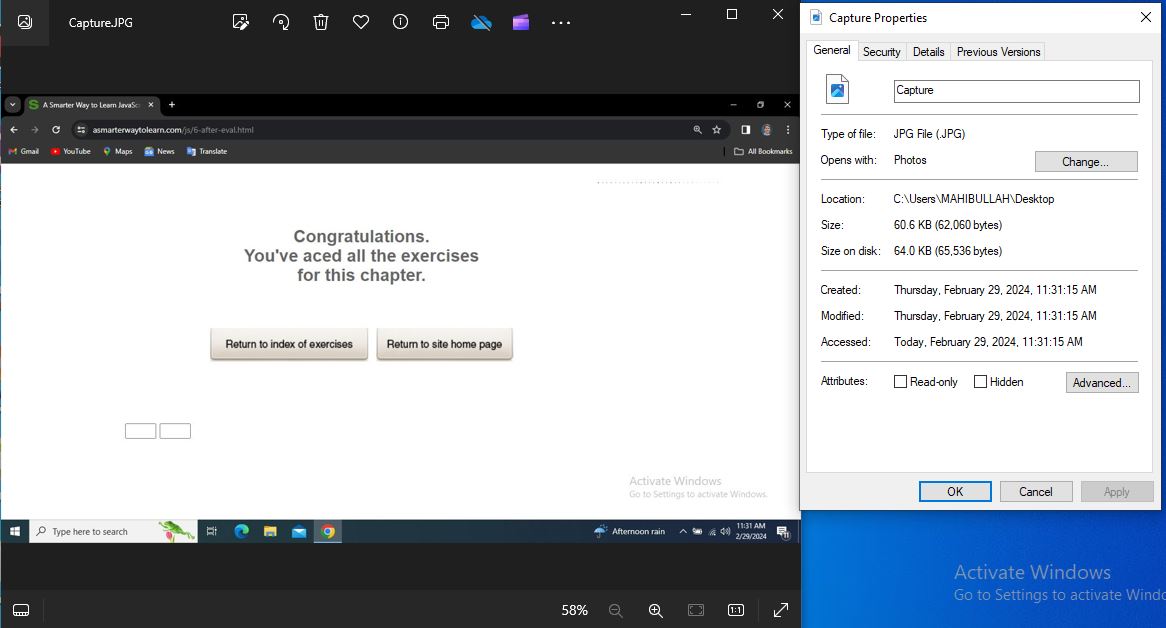 Capture.JPG
A Smarter Way to Learn JavaSc
asmarterwaytolearn.com/js/6-after-eval.html
Gmail YouTube Maps News Translate All Bookmarks
Congratulations.
You've aced all the exercises
for this chapter.
Return to index of exercises Return to site home page
Activate Windows
Go to Settings to activate Windows.
Type here to search Afternoon rain 11:31 AM
2/29/2024
58% 1:1
Capture Properties
General Security Details Previous Versions
Capture
Type of file: JPG File (.JPG)
Opens with: Photos Change...
Location: C:\Users\MAHIBULLAH\Desktop
Size: 60.6 KB (62,060 bytes)
Size on disk: 64.0 KB (65,536 bytes)
Created: Thursday, February 29, 2024, 11:31:15 AM
Modified: Thursday, February 29, 2024, 11:31:15 AM
Accessed: Today, February 29, 2024, 11:31:15 AM
Attributes: Read-only Hidden Advanced...
OK Cancel Apply
Activate Windows
Go to Settings to activate Windo